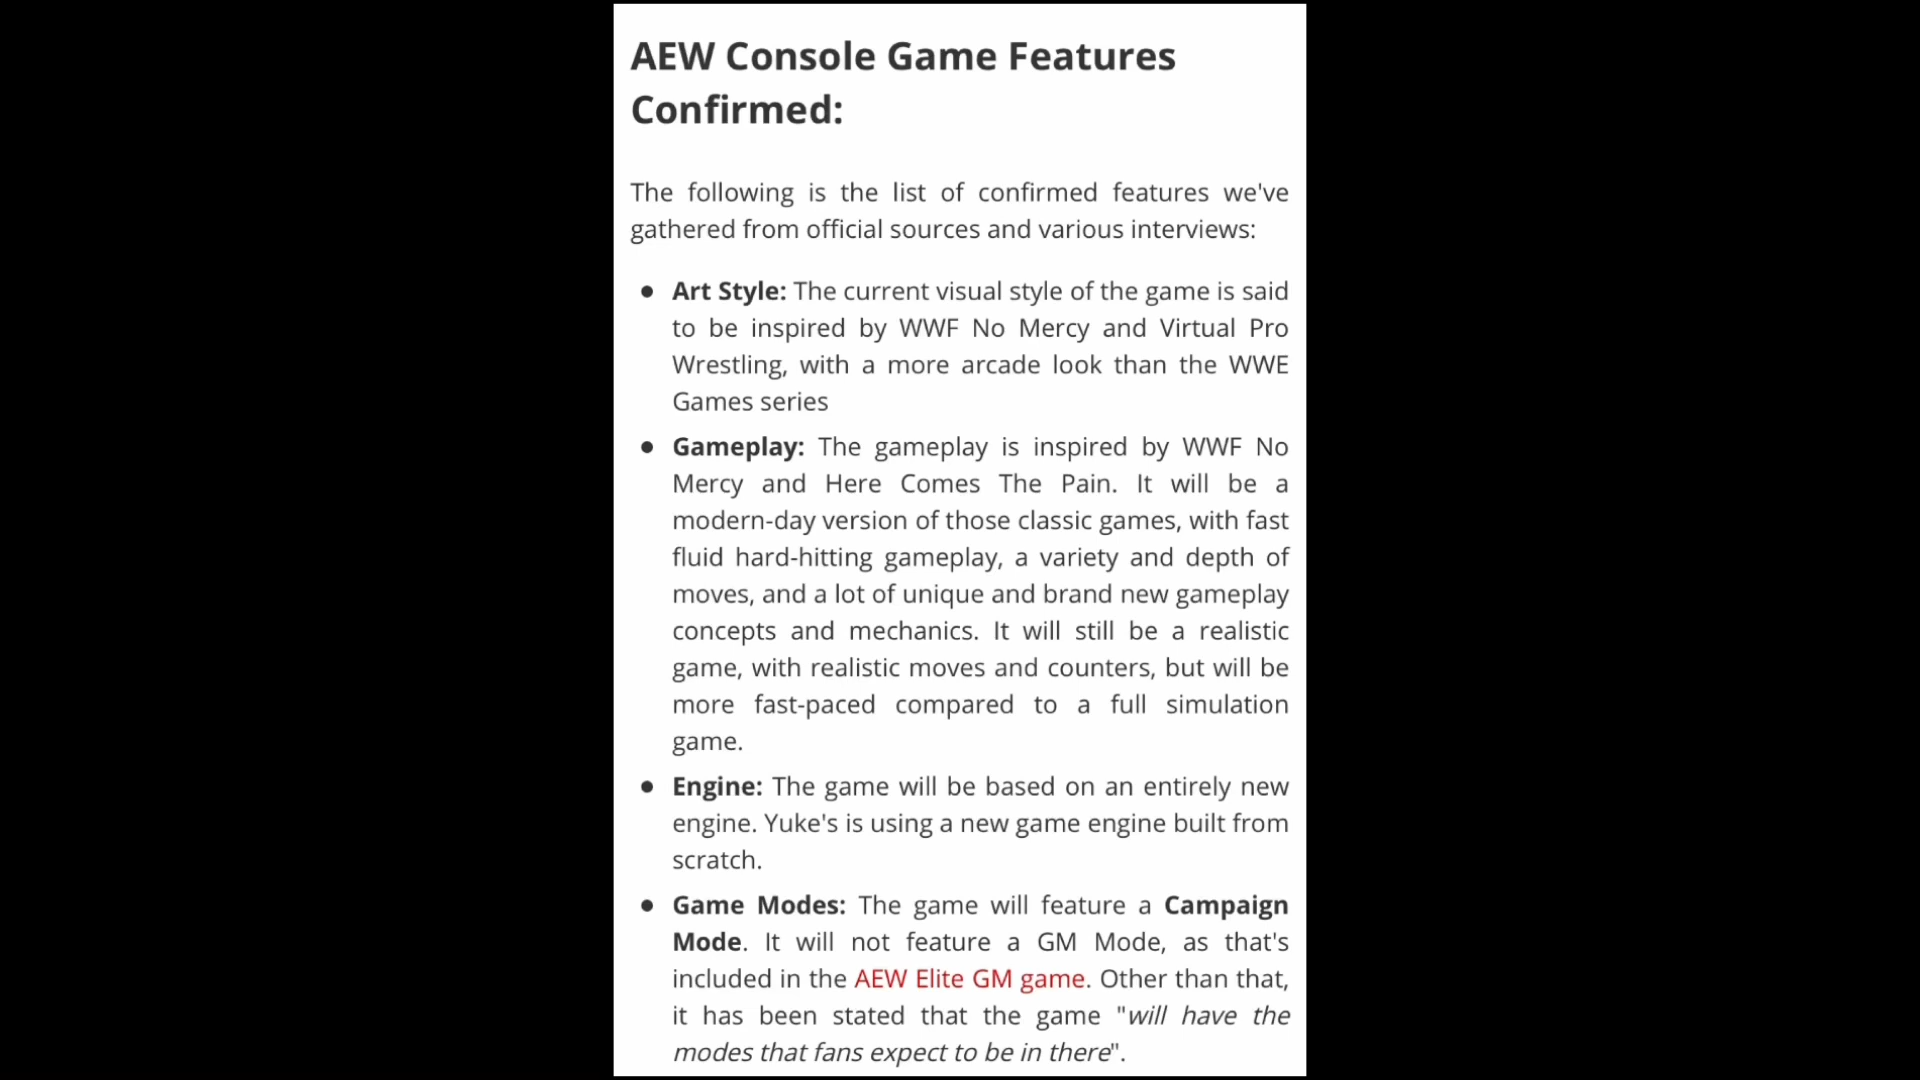 AEW Console Game Features
Confirmed:
The following is the list of confirmed features we've
gathered from official sources and various interviews:
● Art Style: The current visual style of the game is said
to be inspired by WWF No Mercy and Virtual Pro
Wrestling, with a more arcade look than the WWE
Games series
● Gameplay: The gameplay is inspired by WWF No
Mercy and Here Comes The Pain. It will be a
modern-day version of those classic games, with fast
fluid hard-hitting gameplay, a variety and depth of
moves, and a lot of unique and brand new gameplay
concepts and mechanics. It will still be a realistic
game, with realistic moves and counters, but will be
more fast-paced compared to a full simulation
game.
● Engine: The game will be based on an entirely new
engine. Yuke's is using a new game engine built from
scratch.
● Game Modes: The game will feature a Campaign
Mode. It will not feature a GM Mode, as that's
included in the AEW Elite GM game. Other than that,
it has been stated that the game "will have the
modes that fans expect to be in there".